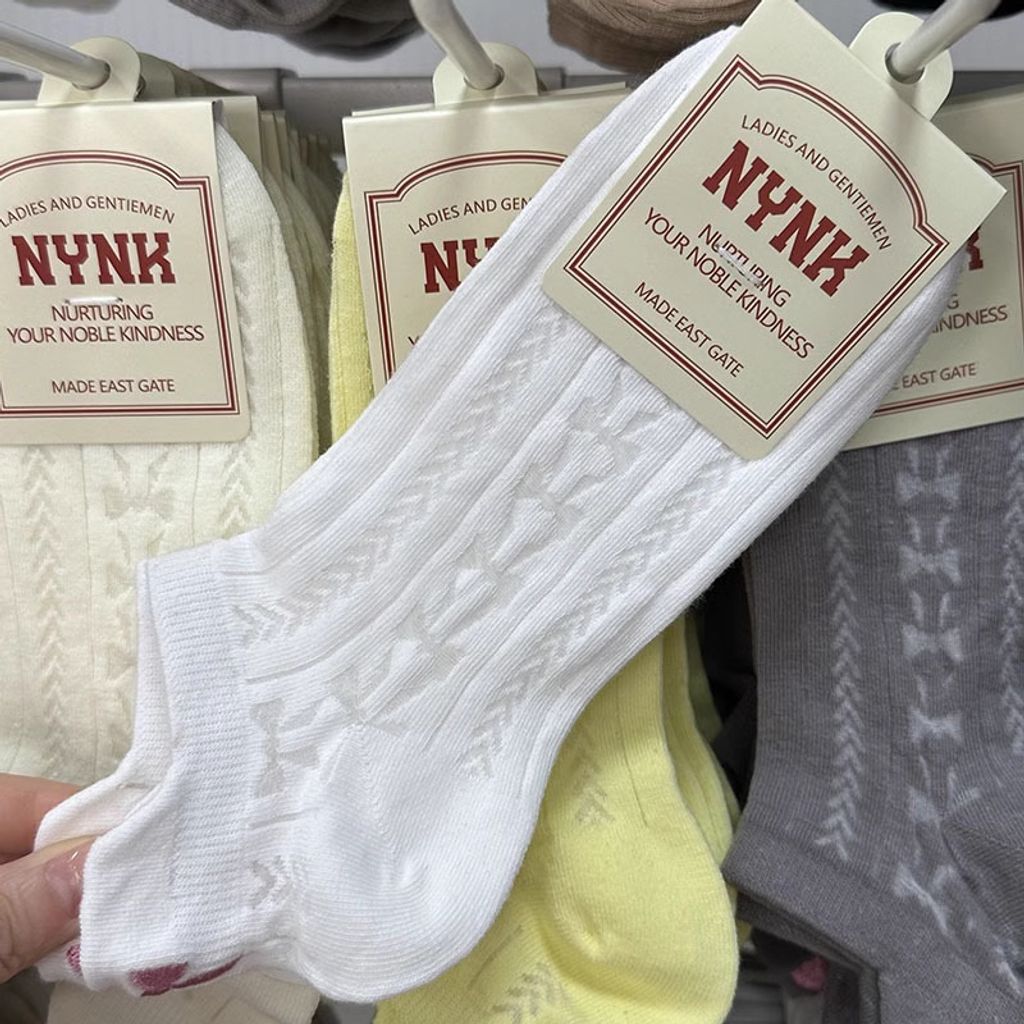 LADIES AND GENTIEMEN
NYNK
NURTURING
YOUR NOBLE KINDNESS
MADE EAST GATE
LADIES AND
NY
LADIES AND GENTIEMEN
NYNK
NURTURING
YOUR NOBLE KINDNESS
MADE EAST GATE
KINDNESS
EAST GATE